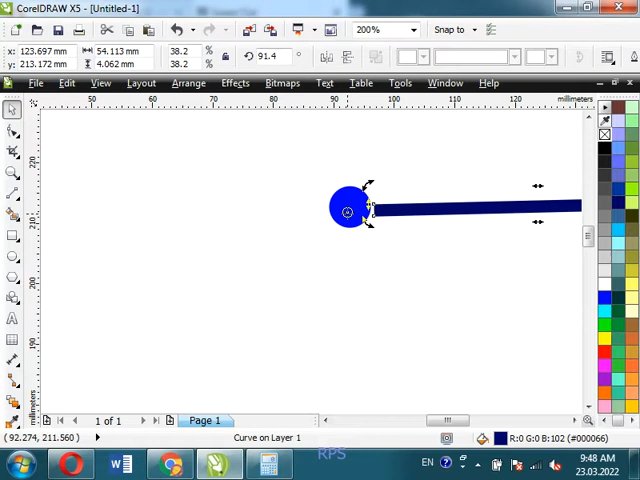 CorelDRAW X5 - [Untitled-1]
200%
Snap to
x: 123.697 mm 54.113 mm 38.2 % 91.4 °
y: 213.172 mm 4.062 mm 38.2 %
File Edit View Layout Arrange Effects Bitmaps Text Table Tools Window Help
50 60 70 80 90 100 110 120 millimeters
220
210
200
190
millimeters
1 of 1 Page 1
(92.274, 211.560) Curve on Layer 1 R:0 G:0 B:102 (#000066)
RPS
EN 9:48 AM
23.03.2022